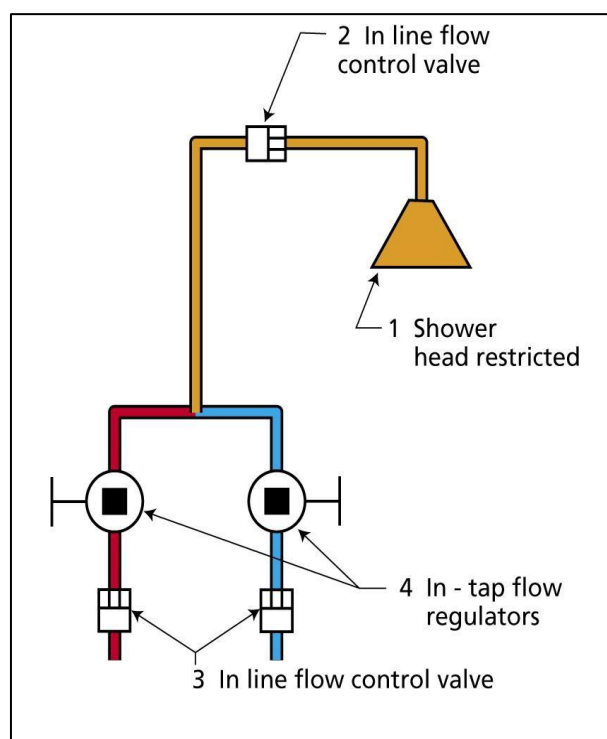 2 In line flow
control valve
1 Shower
head restricted
4 In - tap flow
regulators
3 In line flow control valve